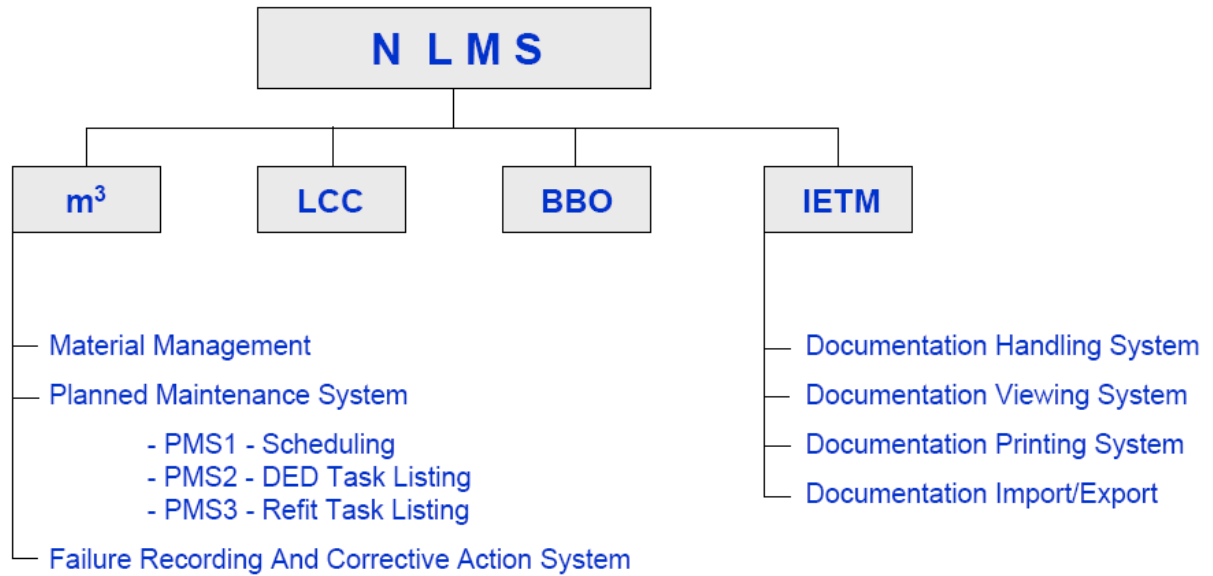 N L M S
m³
LCC
BBO
IETM
Material Management
Planned Maintenance System
- PMS1 - Scheduling
- PMS2 - DED Task Listing
- PMS3 - Refit Task Listing
Failure Recording And Corrective Action System
Documentation Handling System
Documentation Viewing System
Documentation Printing System
Documentation Import/Export